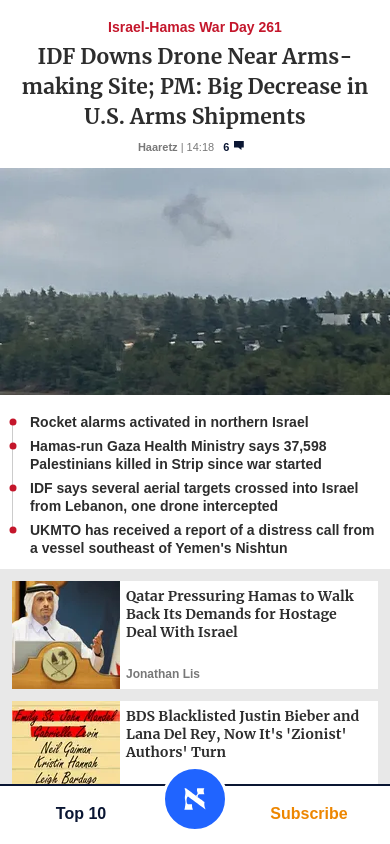 Israel-Hamas War Day 261
IDF Downs Drone Near Arms-
making Site; PM: Big Decrease in
U.S. Arms Shipments
Haaretz | 14:18 6
Rocket alarms activated in northern Israel
Hamas-run Gaza Health Ministry says 37,598
Palestinians killed in Strip since war started
IDF says several aerial targets crossed into Israel
from Lebanon, one drone intercepted
UKMTO has received a report of a distress call from
a vessel southeast of Yemen's Nishtun
Qatar Pressuring Hamas to Walk
Back Its Demands for Hostage
Deal With Israel
Jonathan Lis
BDS Blacklisted Justin Bieber and
Lana Del Rey, Now It's 'Zionist'
Authors' Turn
Emily St. John Mandel
Gabrielle Zevin
Neil Gaiman
Kristin Hannah
Leigh Bardugo
Top 10
א
Subscribe